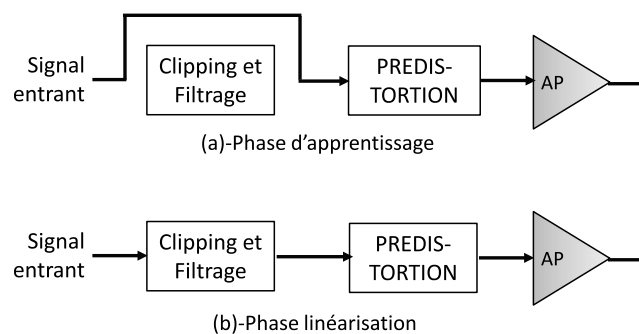 Signal
entrant
Clipping et
Filtrage
PREDIS-
TORTION
AP
(a)-Phase d'apprentissage
Signal
entrant
Clipping et
Filtrage
PREDIS-
TORTION
AP
(b)-Phase linéarisation